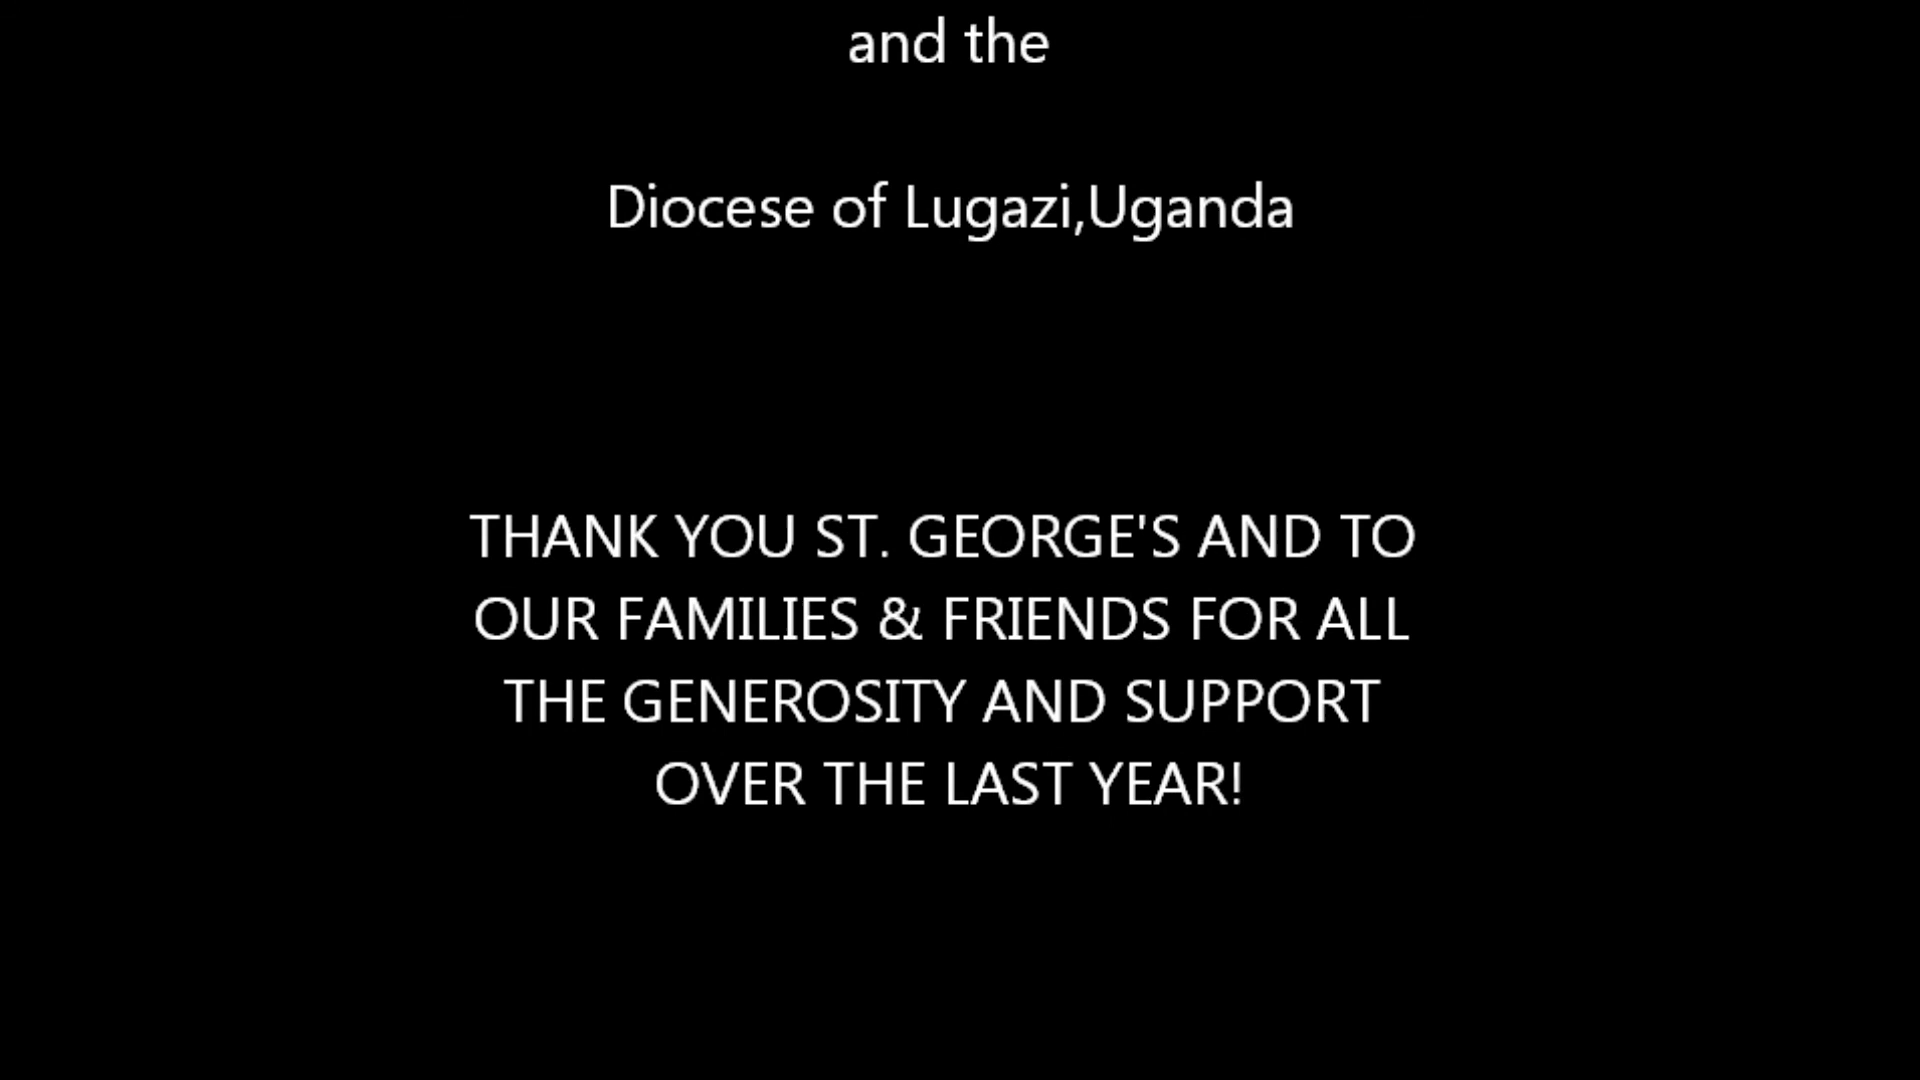 and the
Diocese of Lugazi,Uganda
THANK YOU ST. GEORGE'S AND TO
OUR FAMILIES & FRIENDS FOR ALL
THE GENEROSITY AND SUPPORT
OVER THE LAST YEAR!